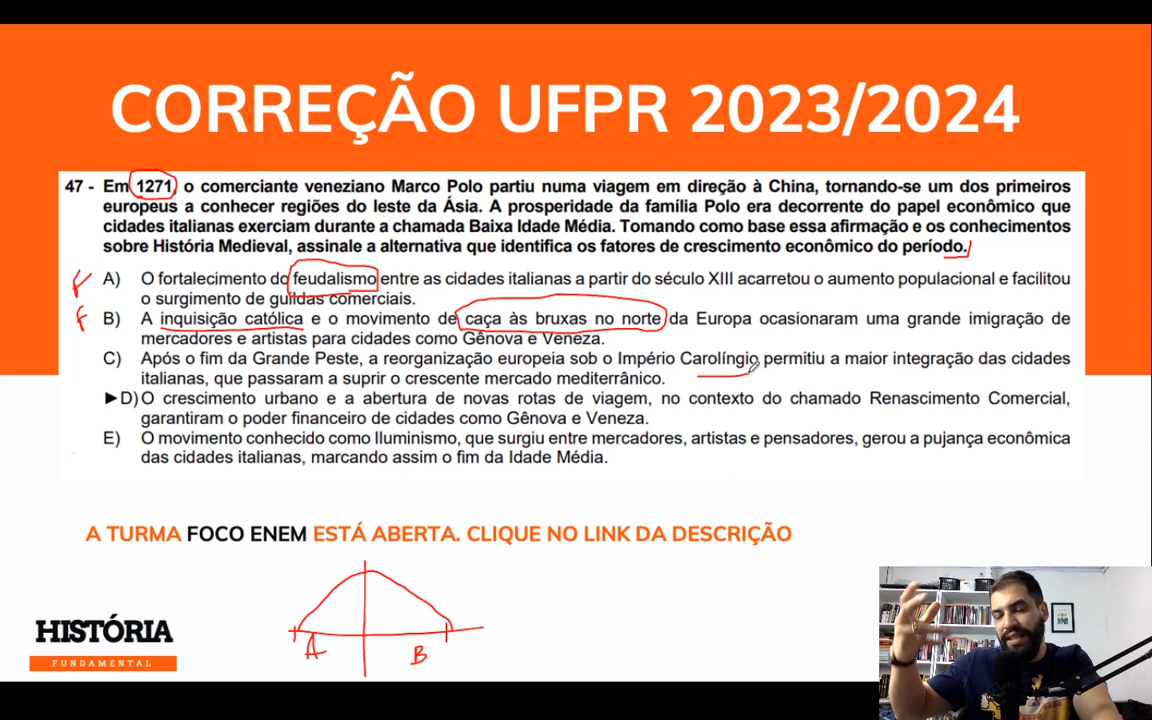 CORREÇÃO UFPR 2023/2024
47 - Em 1271, o comerciante veneziano Marco Polo partiu numa viagem em direção à China, tornando-se um dos primeiros
europeus a conhecer regiões do leste da Ásia. A prosperidade da família Polo era decorrente do papel econômico que
cidades italianas exerciam durante a chamada Baixa Idade Média. Tomando como base essa afirmação e os conhecimentos
sobre História Medieval, assinale a alternativa que identifica os fatores de crescimento econômico do período.
F A) O fortalecimento do feudalismo entre as cidades italianas a partir do século XIII acarretou o aumento populacional e facilitou
o surgimento de guildas comerciais.
F B) A inquisição católica e o movimento de caça às bruxas no norte da Europa ocasionaram uma grande imigração de
mercadores e artistas para cidades como Gênova e Veneza.
C) Após o fim da Grande Peste, a reorganização europeia sob o Império Carolíngio permitiu a maior integração das cidades
italianas, que passaram a suprir o crescente mercado mediterrâneo.
►D) O crescimento urbano e a abertura de novas rotas de viagem, no contexto do chamado Renascimento Comercial,
garantiram o poder financeiro de cidades como Gênova e Veneza.
E) O movimento conhecido como Iluminismo, que surgiu entre mercadores, artistas e pensadores, gerou a pujança econômica
das cidades italianas, marcando assim o fim da Idade Média.
A TURMA FOCO ENEM ESTÁ ABERTA. CLIQUE NO LINK DA DESCRIÇÃO
A B
HISTÓRIA
FUNDAMENTAL